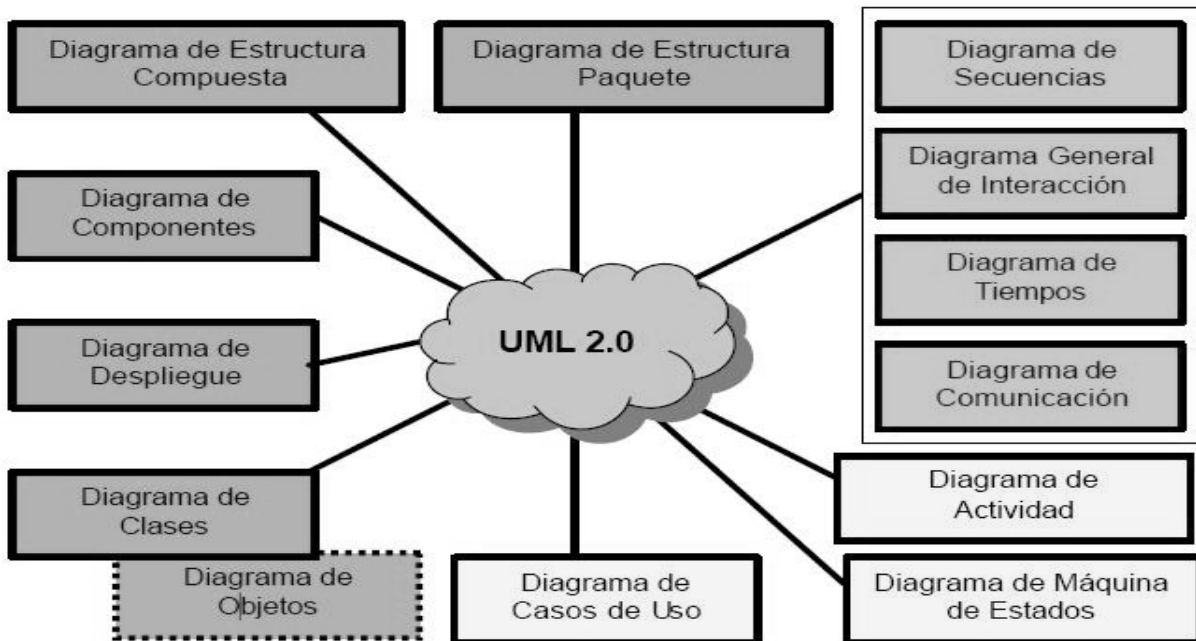 Diagrama de Estructura
Compuesta
Diagrama de Estructura
Paquete
Diagrama de
Secuencias
Diagrama General
de Interacción
Diagrama de
Tiempos
Diagrama de
Comunicación
Diagrama de
Componentes
Diagrama de
Despliegue
UML 2.0
Diagrama de
Clases
Diagrama de
Objetos
Diagrama de
Casos de Uso
Diagrama de
Actividad
Diagrama de Máquina
de Estados